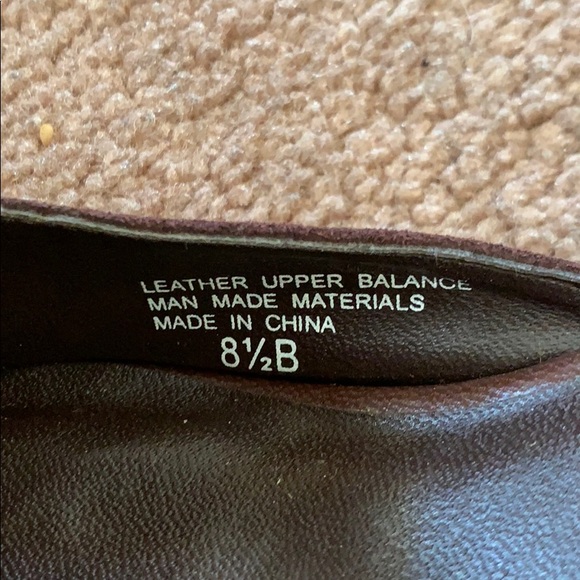 LEATHER UPPER BALANCE
MAN MADE MATERIALS
MADE IN CHINA
8½B